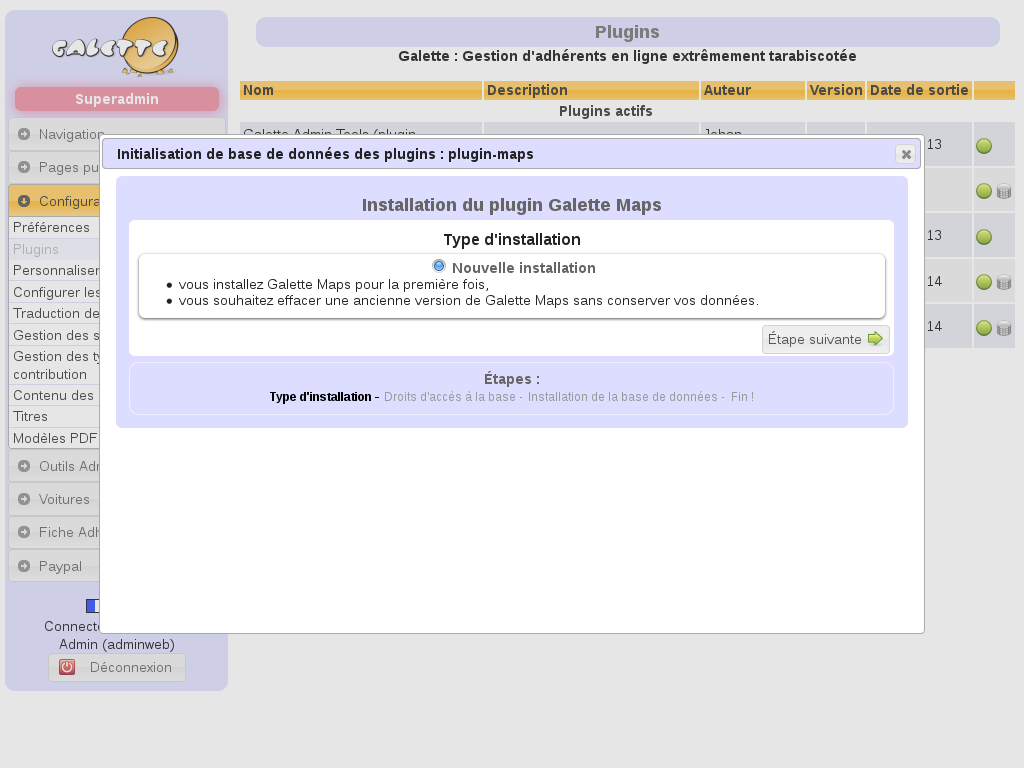 GALETTE
Superadmin
Navigation
Pages pu
Configura
Préférences
Plugins
Personnaliser
Configurer les
Traduction de
Gestion des s
Gestion des ty
contribution
Contenu des
Titres
Modèles PDF
Outils Adr
Voitures
Fiche Adh
Paypal
Connecté
Admin (adminweb)
Déconnexion
Plugins
Galette : Gestion d'adhérents en ligne extrêmement tarabiscotée
Nom Description Auteur Version Date de sortie
Plugins actifs
Galette Admin Tools (plugin Johan
13
13
14
14
Initialisation de base de données des plugins : plugin-maps
Installation du plugin Galette Maps
Type d'installation
Nouvelle installation
• vous installez Galette Maps pour la première fois,
• vous souhaitez effacer une ancienne version de Galette Maps sans conserver vos données.
Étape suivante
Étapes :
Type d'installation - Droits d'accès à la base - Installation de la base de données - Fin !